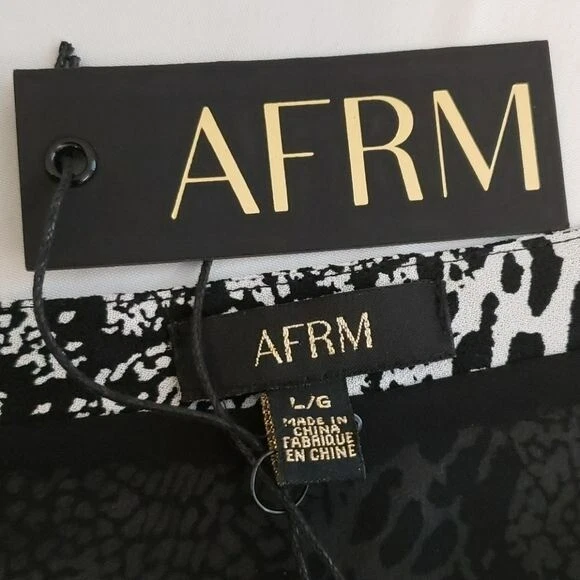 AFRM
AFRM
L/G
MADE IN
CHINA
FABRIQUE
EN CHINE